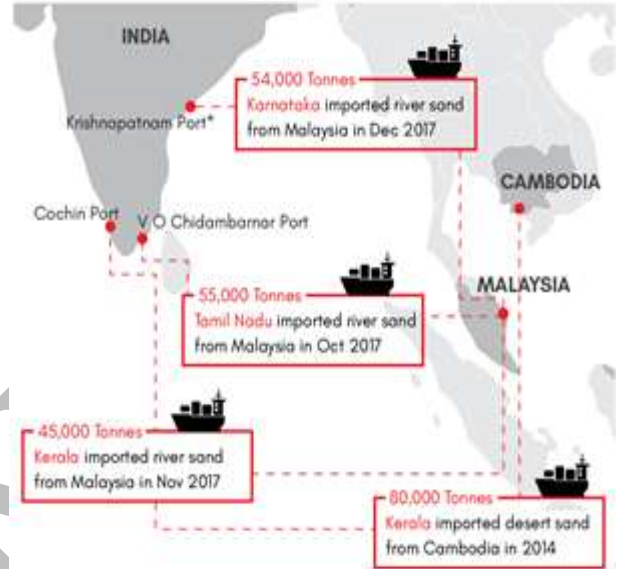 INDIA
54,000 Tonnes
Karnataka imported river sand
from Malaysia in Dec 2017
Krishnapatnam Port*
CAMBODIA
Cochin Port
V O Chidambarnar Port
MALAYSIA
55,000 Tonnes
Tamil Nadu imported river sand
from Malaysia in Oct 2017
45,000 Tonnes
Kerala imported river sand
from Malaysia in Nov 2017
80,000 Tonnes
Kerala imported desert sand
from Cambodia in 2014